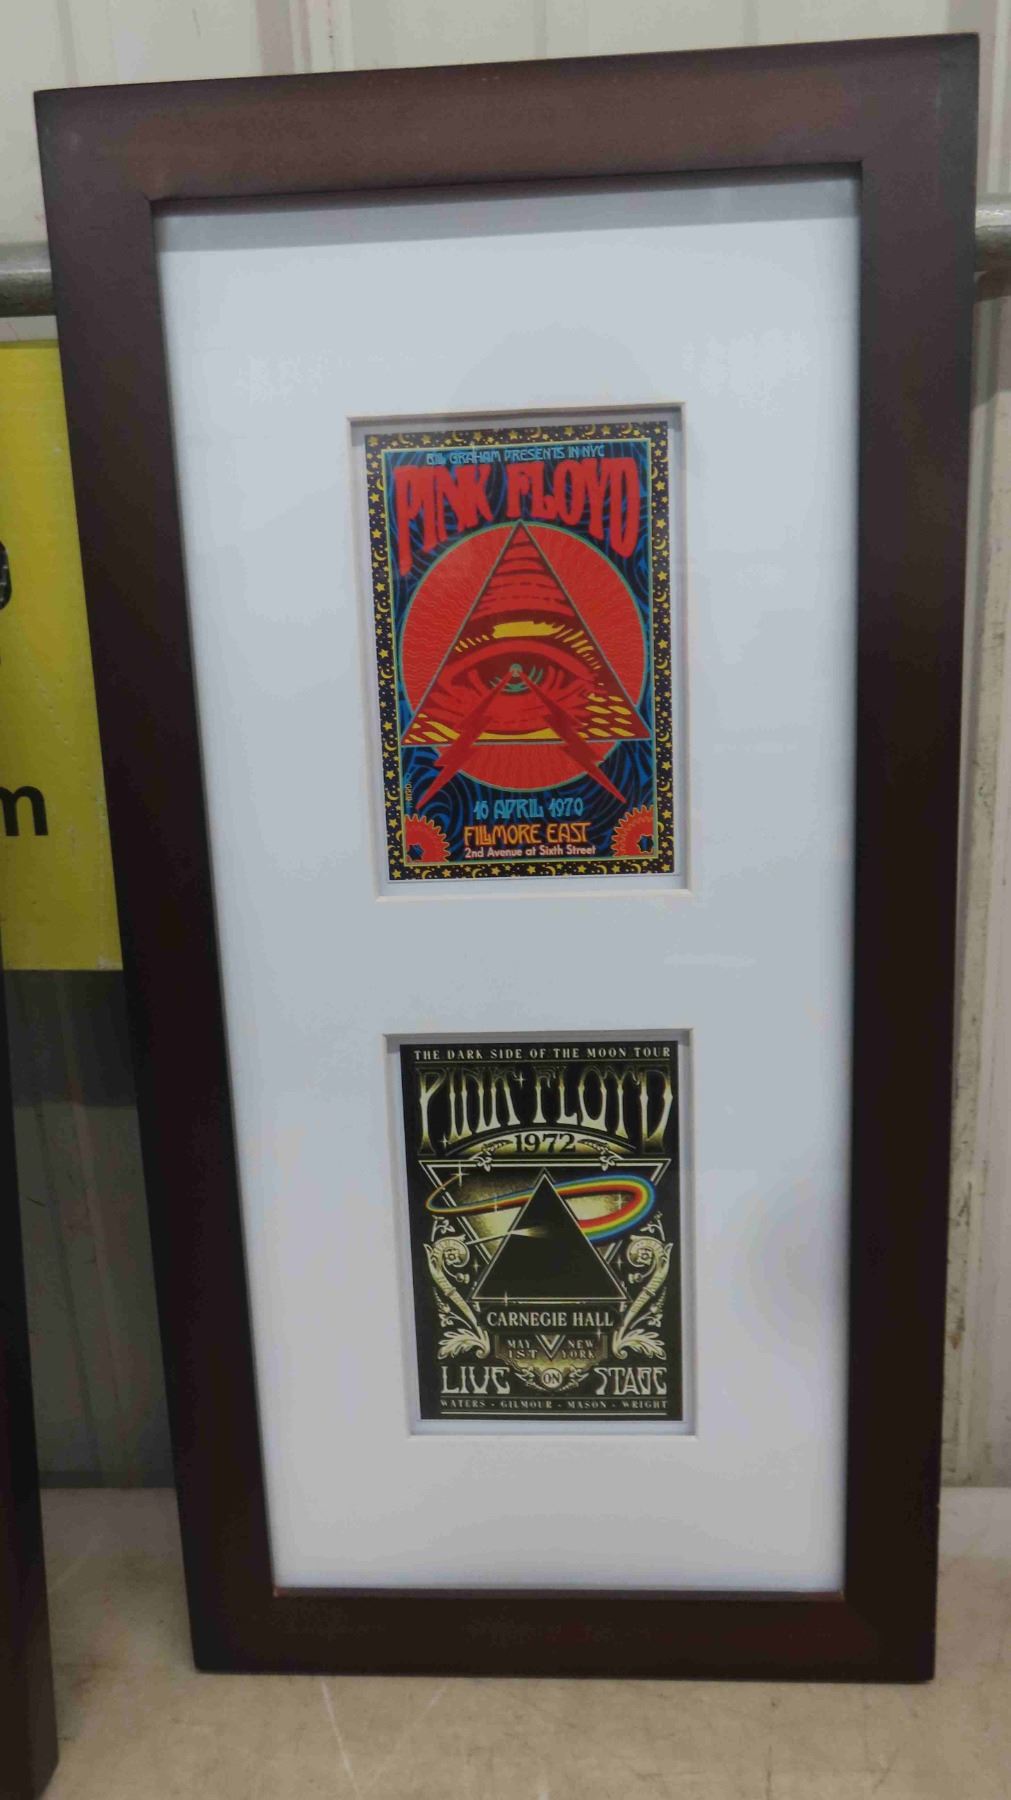 BILL GRAHAM PRESENTS IN NYC
PINK FLOYD
16 APRIL 1970
FILLMORE EAST
2nd Avenue at Sixth Street
THE DARK SIDE OF THE MOON TOUR
PINK FLOYD
1972
CARNEGIE HALL
MAY 1ST NEW YORK
LIVE ON STAGE
WATERS - GILMOUR - MASON - WRIGHT
m